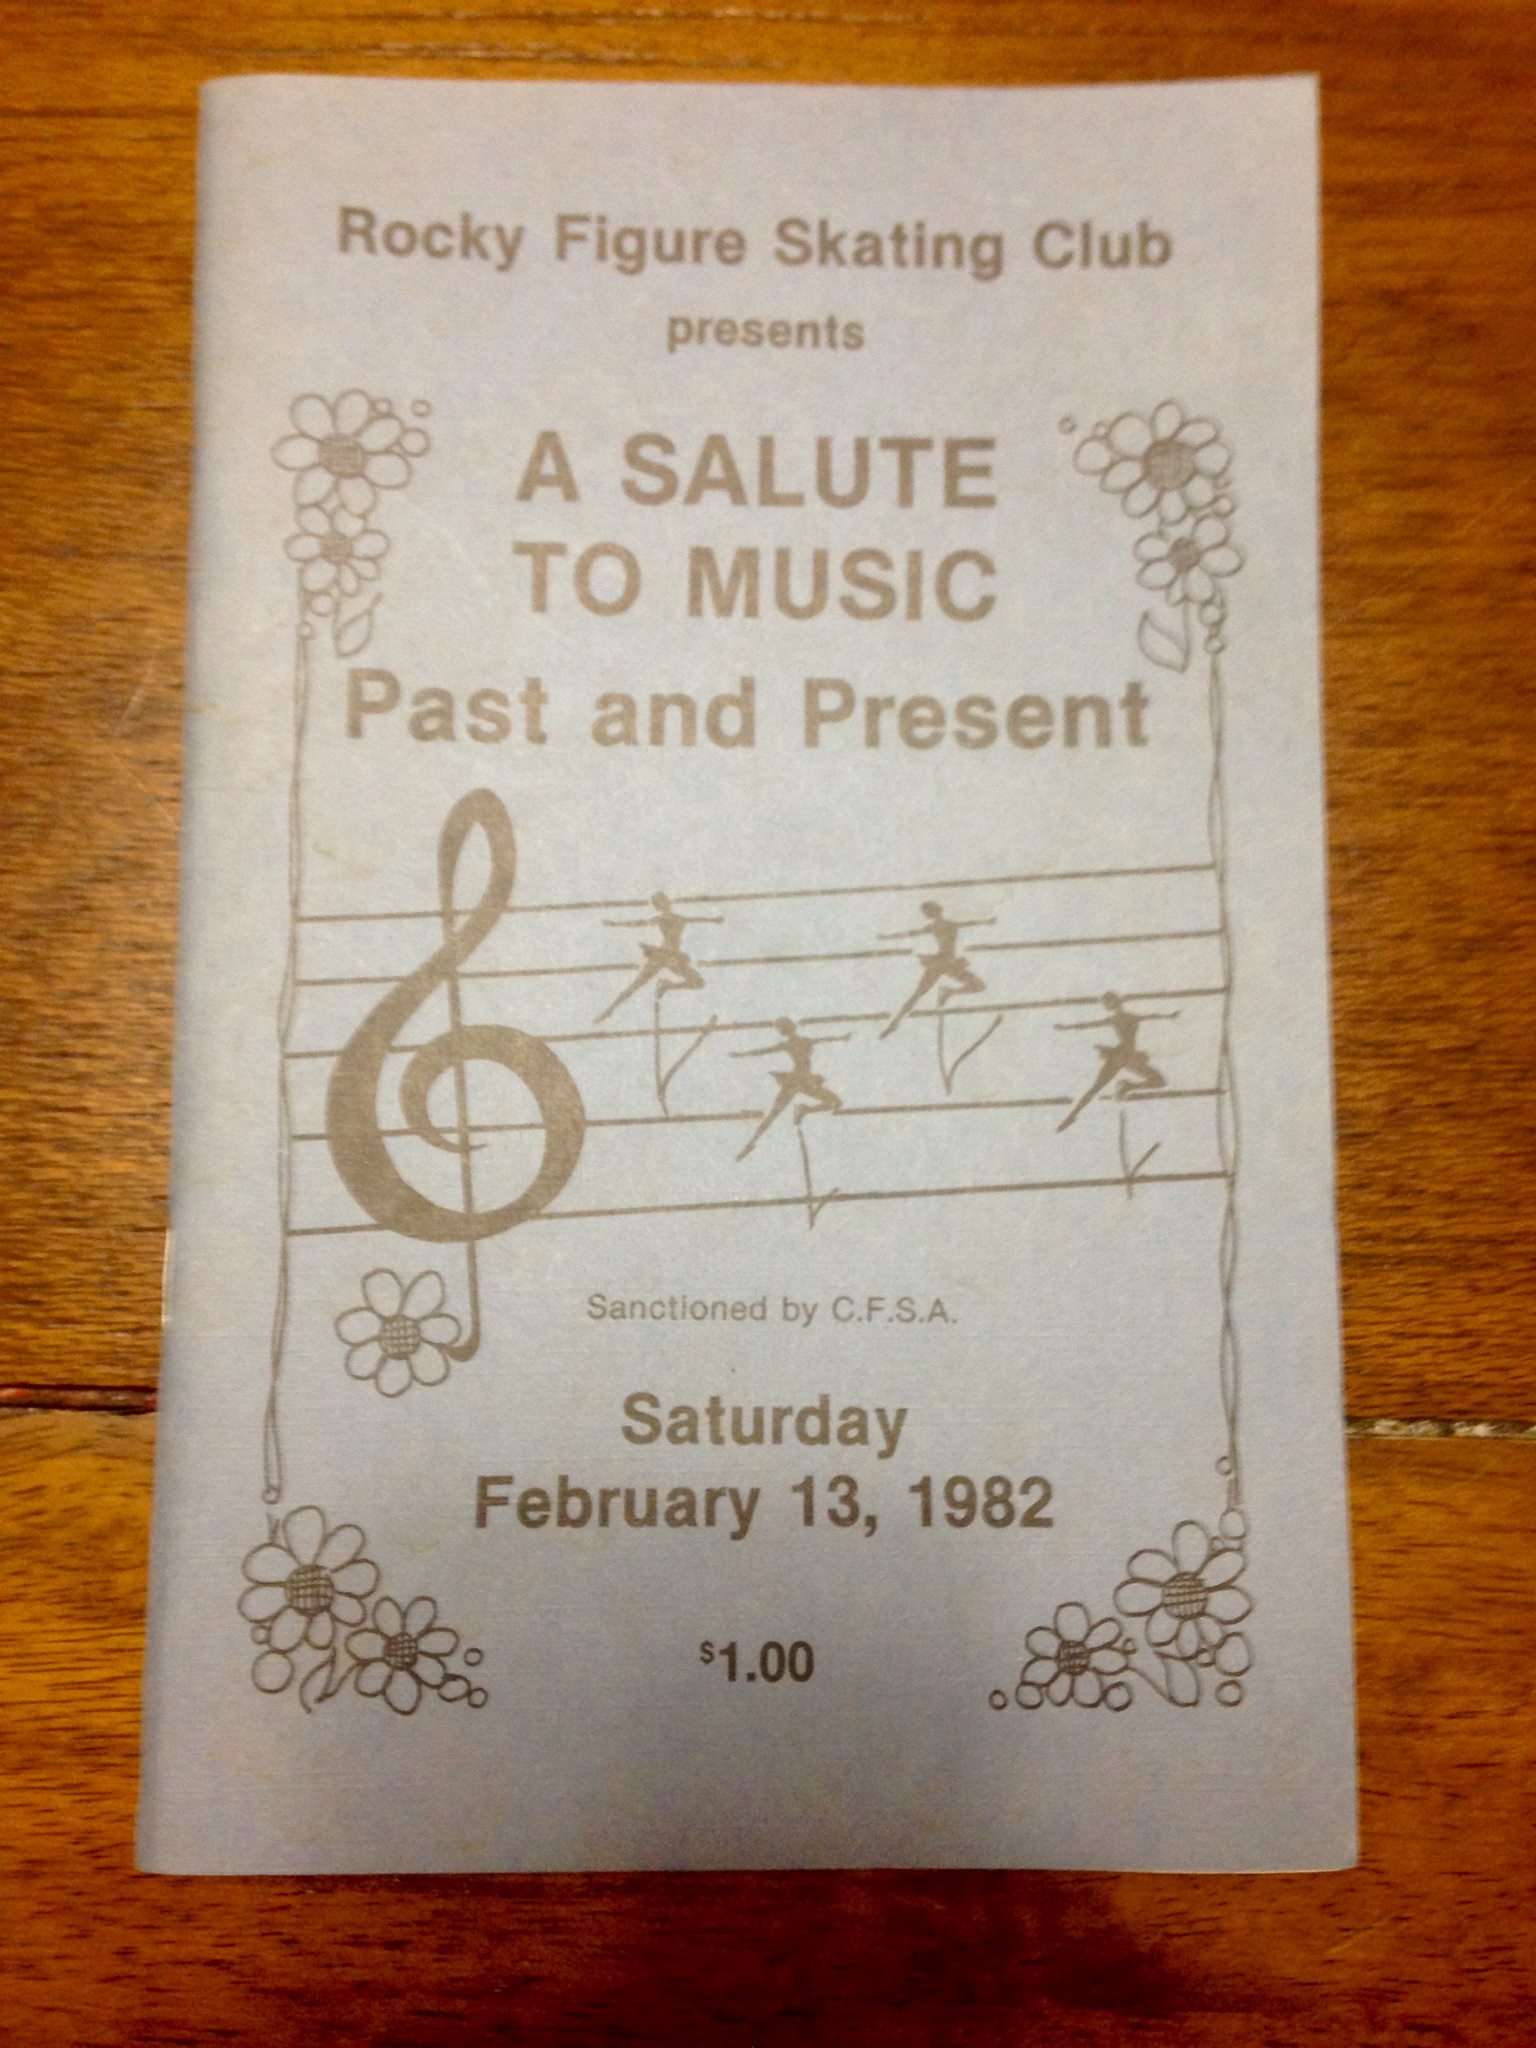 Rocky Figure Skating Club
presents
A SALUTE
TO MUSIC
Past and Present
Sanctioned by C.F.S.A.
Saturday
February 13, 1982
$1.00